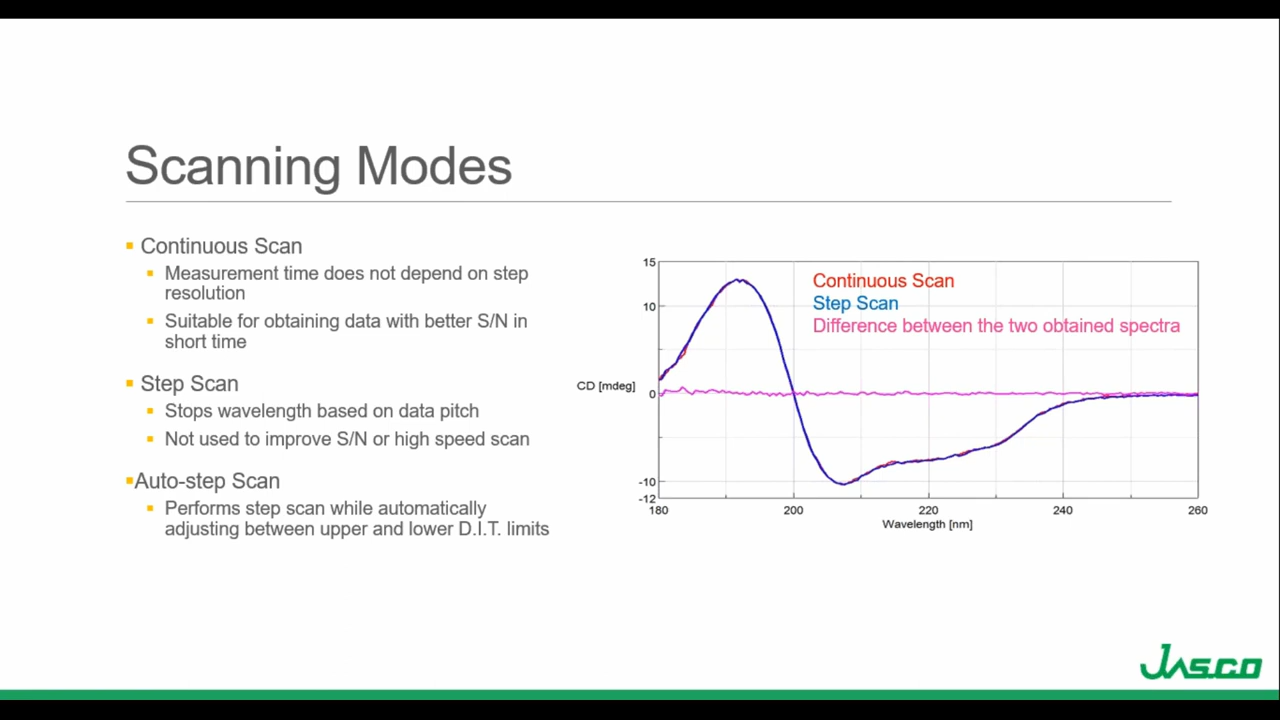 Scanning Modes
Continuous Scan
Measurement time does not depend on step
resolution
Suitable for obtaining data with better S/N in
short time
Step Scan
Stops wavelength based on data pitch
Not used to improve S/N or high speed scan
Auto-step Scan
Performs step scan while automatically
adjusting between upper and lower D.I.T. limits
Continuous Scan
Step Scan
Difference between the two obtained spectra
15
10
CD [mdeg]
0
-10
-12
180 200 220 240 260
Wavelength [nm]
JASCO